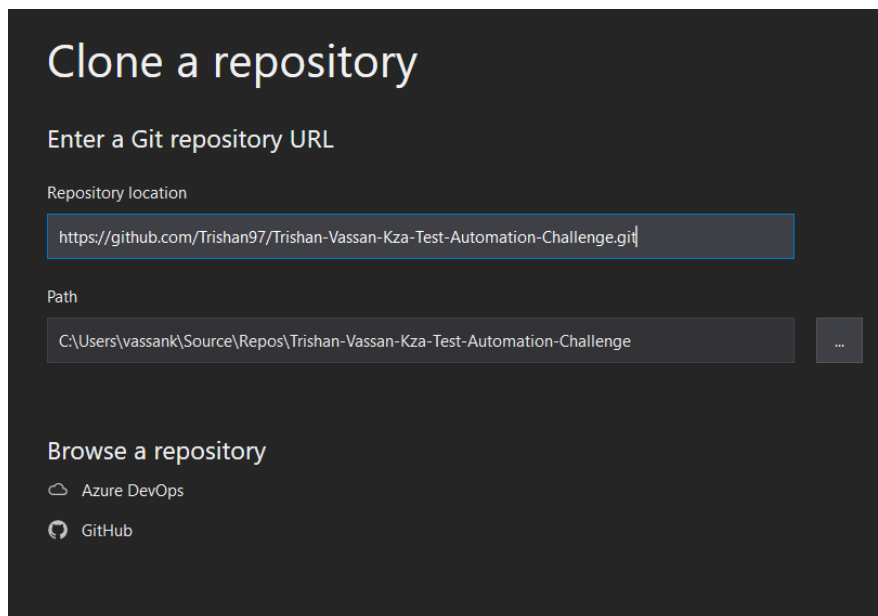 Clone a repository
Enter a Git repository URL
Repository location
https://github.com/Trishan97/Trishan-Vassan-Kza-Test-Automation-Challenge.git
Path
C:\Users\vassank\Source\Repos\Trishan-Vassan-Kza-Test-Automation-Challenge
...
Browse a repository
Azure DevOps
GitHub